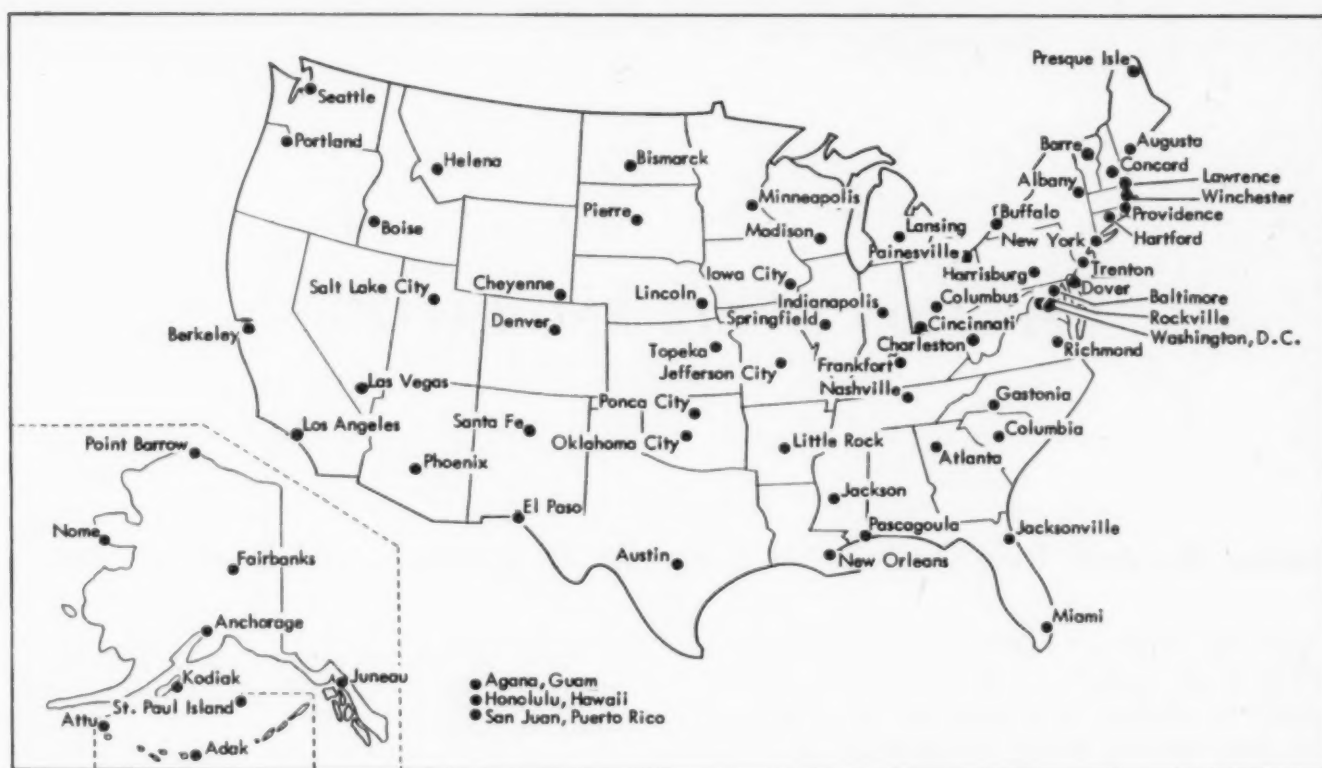 Presque Isle
Seattle
Portland
Helena
Bismarck
Barre
Augusta
Concord
Lawrence
Albany
Winchester
Minneapolis
Pierre
Boise
Buffalo
Providence
Lansing
Madison
New York
Hartford
Painesville
Trenton
Harrisburg
Iowa City
Cheyenne
Salt Lake City
Dover
Lincoln
Indianapolis
Columbus
Baltimore
Springfield
Rockville
Denver
Cincinnati
Berkeley
Charleston
Washington, D.C.
Richmond
Topeka
Jefferson City
Frankfort
Las Vegas
Nashville
Gastonia
Ponca City
Santa Fe
Los Angeles
Columbia
Oklahoma City
Little Rock
Point Barrow
Atlanta
Phoenix
Jackson
El Paso
Pascagoula
Nome
Jacksonville
Fairbanks
Austin
New Orleans
Anchorage
Miami
Kodiak
Juneau
Agana, Guam
Honolulu, Hawaii
St. Paul Island
San Juan, Puerto Rico
Attu
Adak